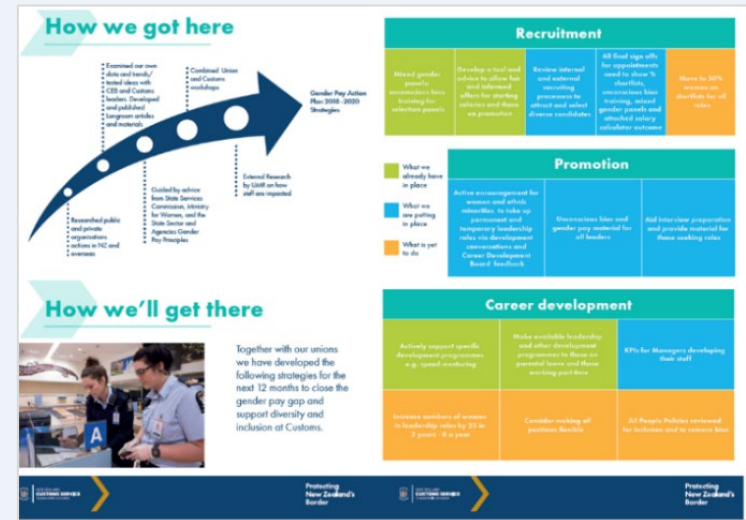 How we got here
Examined our own
data and trends/
tested ideas with
CEO and Customs
leaders. Developed
and published
Longroom articles
and materials
Combined Union
and Customs
workshops
Gender Pay Action
Plan 2018 -2020
Strategies
Researched public
and private
organisations
actions in NZ and
overseas
Guided by advice
from State Services
Commission, Ministry
for Women, and the
State Sector and
Agencies Gender
Pay Principles
External Research
by UMR on how
staff are impacted
How we'll get there
Together with our unions
we have developed the
following strategies for the
next 12 months to close the
gender pay gap and
support diversity and
inclusion at Customs.
A
Recruitment
Mixed gender
panels:
unconscious bias
training for
selection panels
Develop a tool and
advice to allow fair
and informed
offers for starting
salaries and those
on promotion
Review internal
and external
recruiting
processes to
attract and select
diverse candidates
All final sign offs
for appointments
need to show %
shortlists,
unconscious bias
training, mixed
gender panels and
attached salary
calculator outcome
Move to 50%
women on
shortlists for all
roles
What we
already have
in place
What we
are putting
in place
What is yet
to do
Promotion
Active encouragement for
women and ethnic
minorities, to take up
permanent and
temporary leadership
roles via development
conversations and
Career Development
Board feedback
Unconscious bias and
gender pay material for
all leaders
Aid interview preparation
and provide material for
those seeking roles
Career development
Actively support specific
development programmes
e.g. speed mentoring
Make available leadership
and other development
programmes to those on
parental leave and those
working part time
KPIs for Managers developing
their staff
Increase numbers of women
in leadership roles by 25 in
3 years - 8 a year
Consider making all
positions flexible
All People Policies reviewed
for inclusion and to remove bias
CUSTOMS SERVICE
Protecting
New Zealand's
Border
CUSTOMS SERVICE
Protecting
New Zealand's
Border